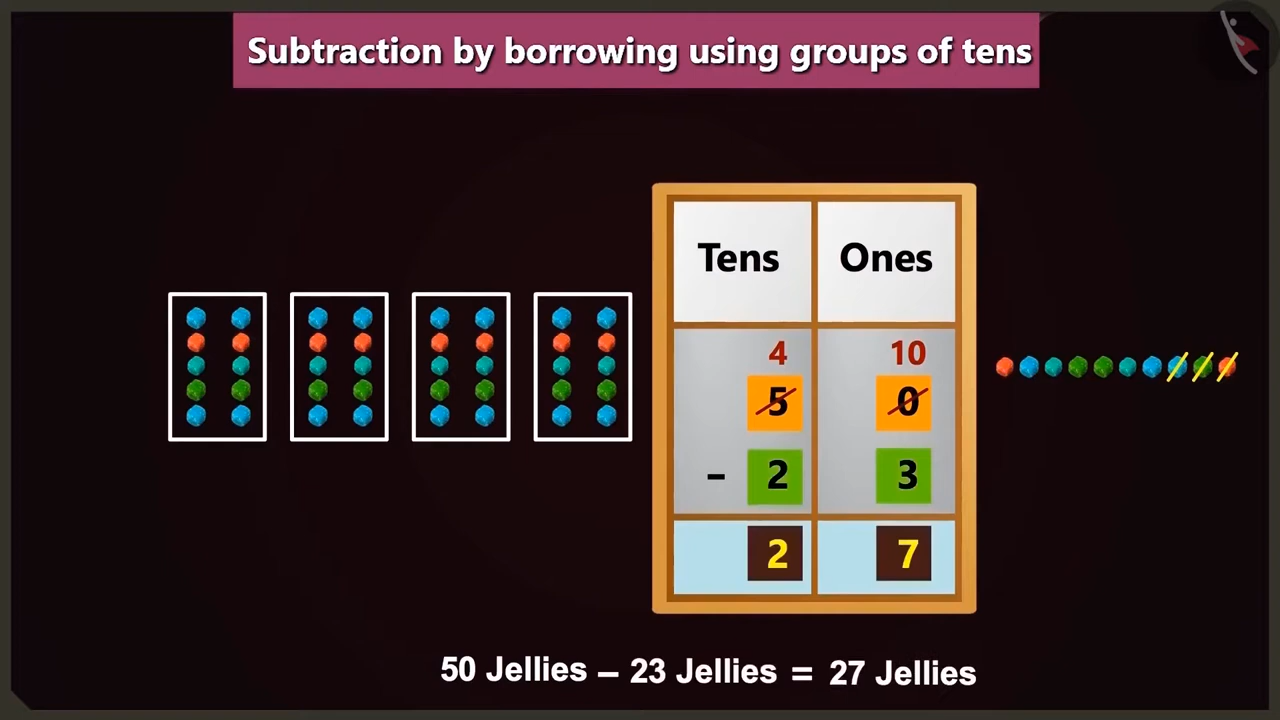 Subtraction by borrowing using groups of tens
Tens Ones
4 10
5 0
- 2 3
2 7
50 Jellies – 23 Jellies = 27 Jellies